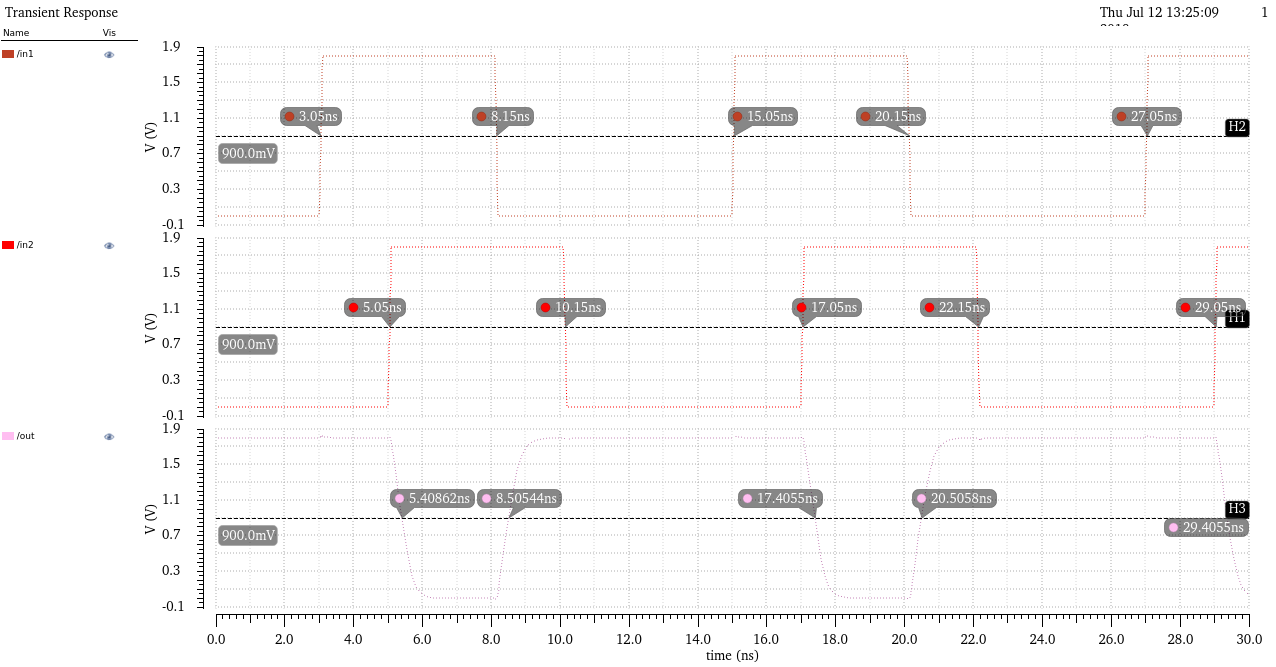 Transient Response
Thu Jul 12 13:25:09 1
2018
Name Vis
/in1
1.9
1.5
1.1
0.7
0.3
-0.1
V (V)
3.05ns 8.15ns 15.05ns 20.15ns 27.05ns
H2
900.0mV
/in2
1.9
1.5
1.1
0.7
0.3
-0.1
V (V)
5.05ns 10.15ns 17.05ns 22.15ns 29.05ns
H1
900.0mV
/out
1.9
1.5
1.1
0.7
0.3
-0.1
V (V)
5.40862ns 8.50544ns 17.4055ns 20.5058ns
H3
29.4055ns
900.0mV
0.0 2.0 4.0 6.0 8.0 10.0 12.0 14.0 16.0 18.0 20.0 22.0 24.0 26.0 28.0 30.0
time (ns)